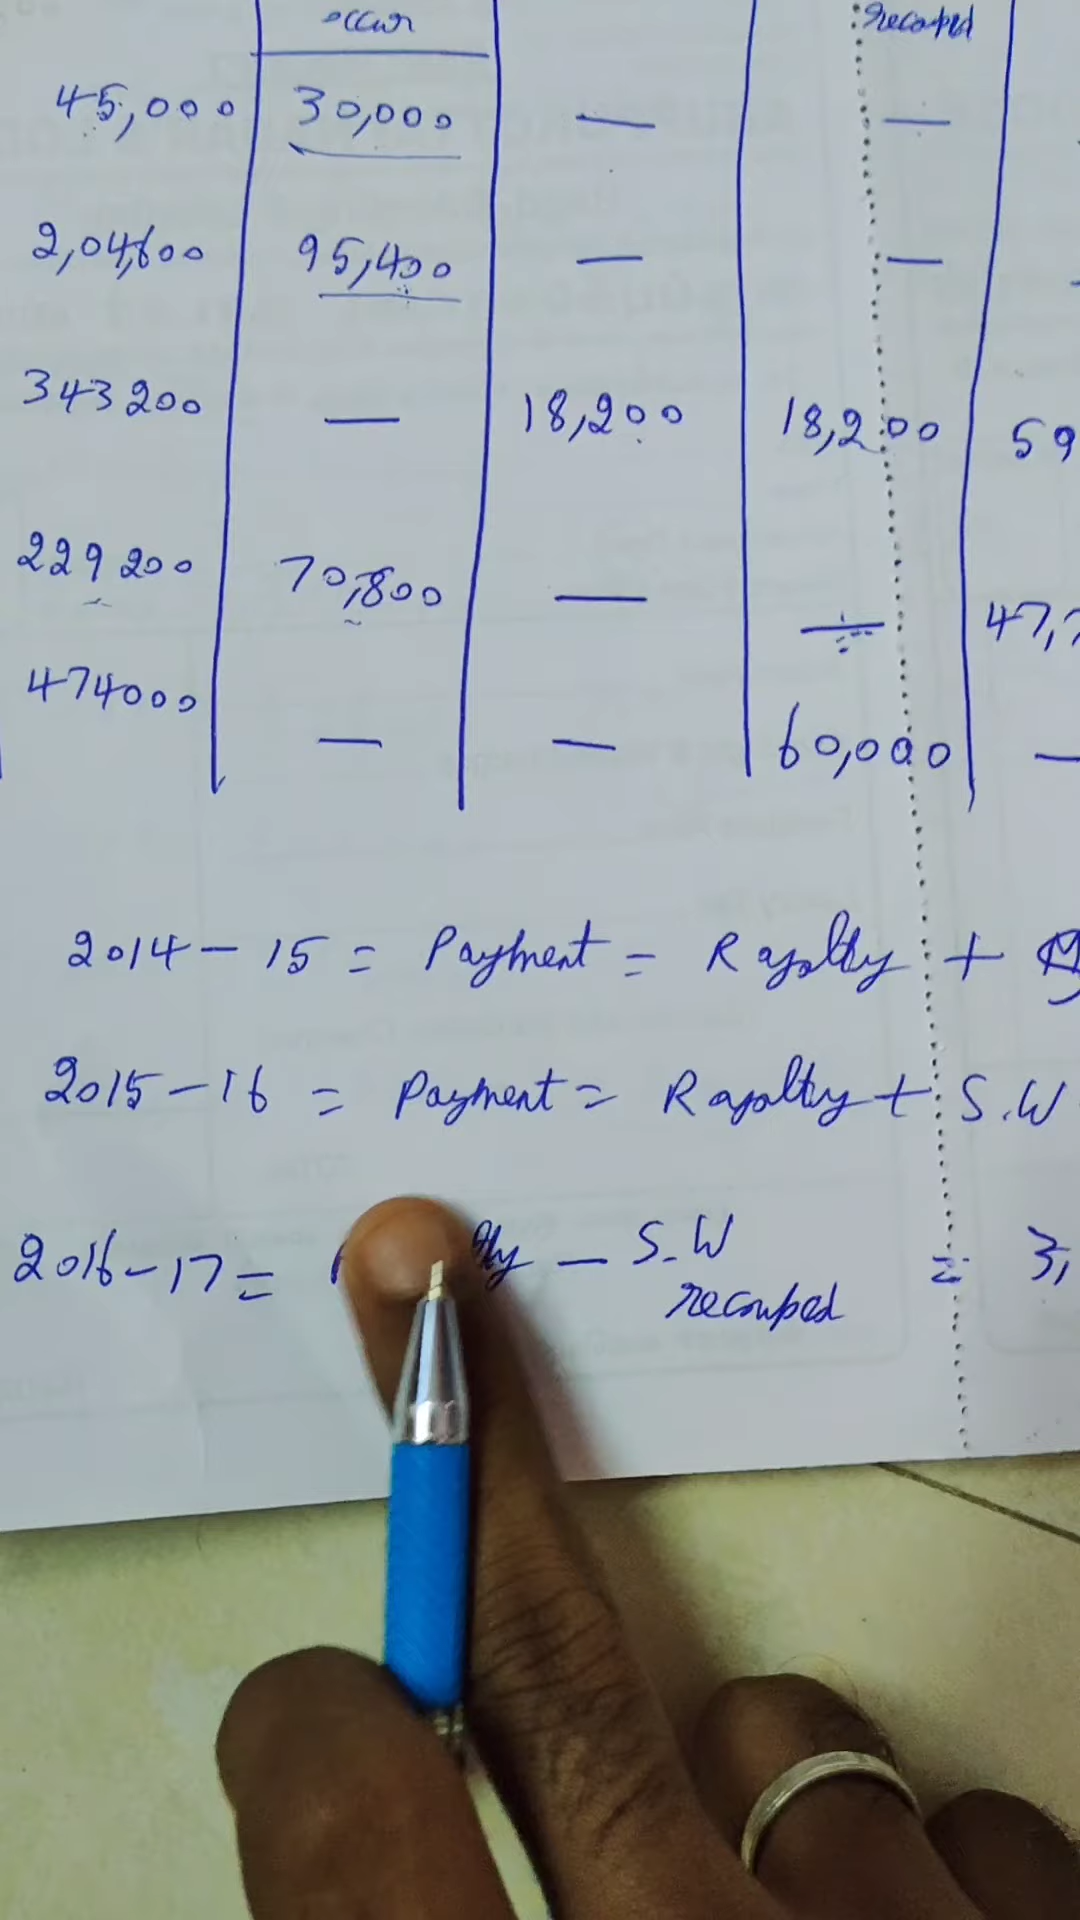 occur recouped
45,000 30,000 — —
2,04,600 95,400 — —
343200 — 18,200 18,200 59
229200 70,800 — — 47,
474000 — — 60,000 —
2014-15 = Payment = Royalty +
2015-16 = Payment = Royalty + S.W
2016-17 = — S.W recouped = 3,